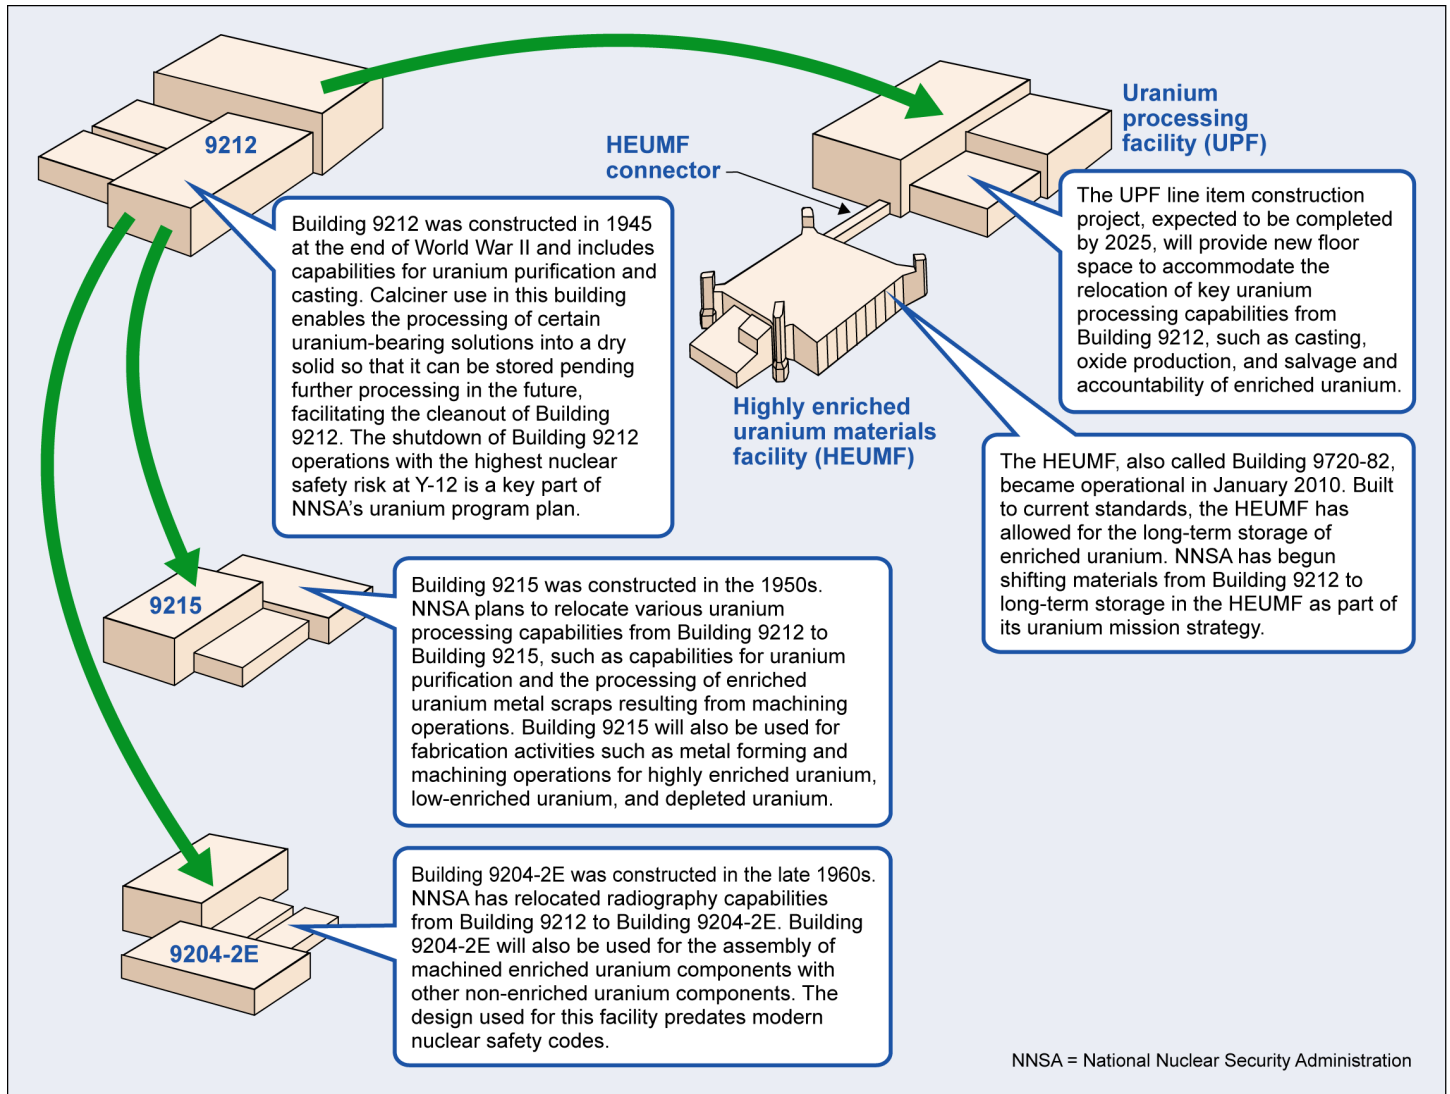 9212
Building 9212 was constructed in 1945
at the end of World War II and includes
capabilities for uranium purification and
casting. Calciner use in this building
enables the processing of certain
uranium-bearing solutions into a dry
solid so that it can be stored pending
further processing in the future,
facilitating the cleanout of Building
9212. The shutdown of Building 9212
operations with the highest nuclear
safety risk at Y-12 is a key part of
NNSA’s uranium program plan.
HEUMF
connector
Uranium
processing
facility (UPF)
The UPF line item construction
project, expected to be completed
by 2025, will provide new floor
space to accommodate the
relocation of key uranium
processing capabilities from
Building 9212, such as casting,
oxide production, and salvage and
accountability of enriched uranium.
Highly enriched
uranium materials
facility (HEUMF)
The HEUMF, also called Building 9720-82,
became operational in January 2010. Built
to current standards, the HEUMF has
allowed for the long-term storage of
enriched uranium. NNSA has begun
shifting materials from Building 9212 to
long-term storage in the HEUMF as part of
its uranium mission strategy.
9215
Building 9215 was constructed in the 1950s.
NNSA plans to relocate various uranium
processing capabilities from Building 9212 to
Building 9215, such as capabilities for uranium
purification and the processing of enriched
uranium metal scraps resulting from machining
operations. Building 9215 will also be used for
fabrication activities such as metal forming and
machining operations for highly enriched uranium,
low-enriched uranium, and depleted uranium.
9204-2E
Building 9204-2E was constructed in the late 1960s.
NNSA has relocated radiography capabilities
from Building 9212 to Building 9204-2E. Building
9204-2E will also be used for the assembly of
machined enriched uranium components with
other non-enriched uranium components. The
design used for this facility predates modern
nuclear safety codes.
NNSA = National Nuclear Security Administration